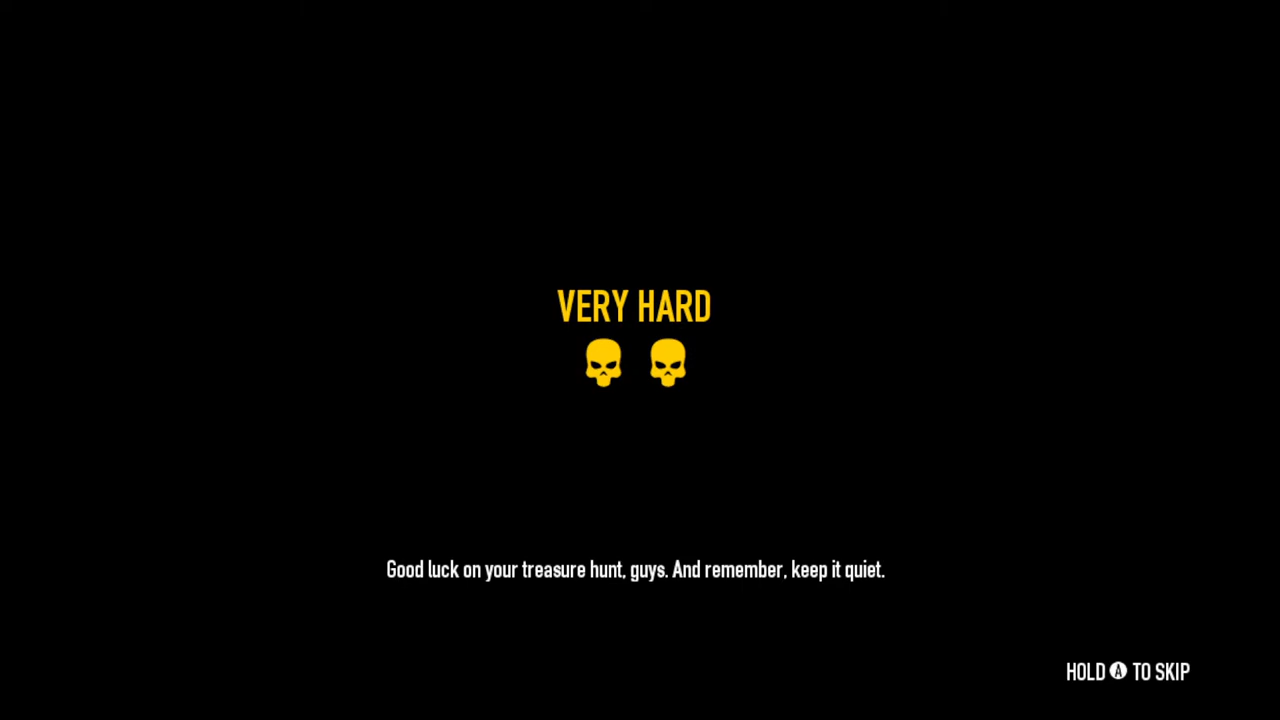 VERY HARD
Good luck on your treasure hunt, guys. And remember, keep it quiet.
HOLD A TO SKIP